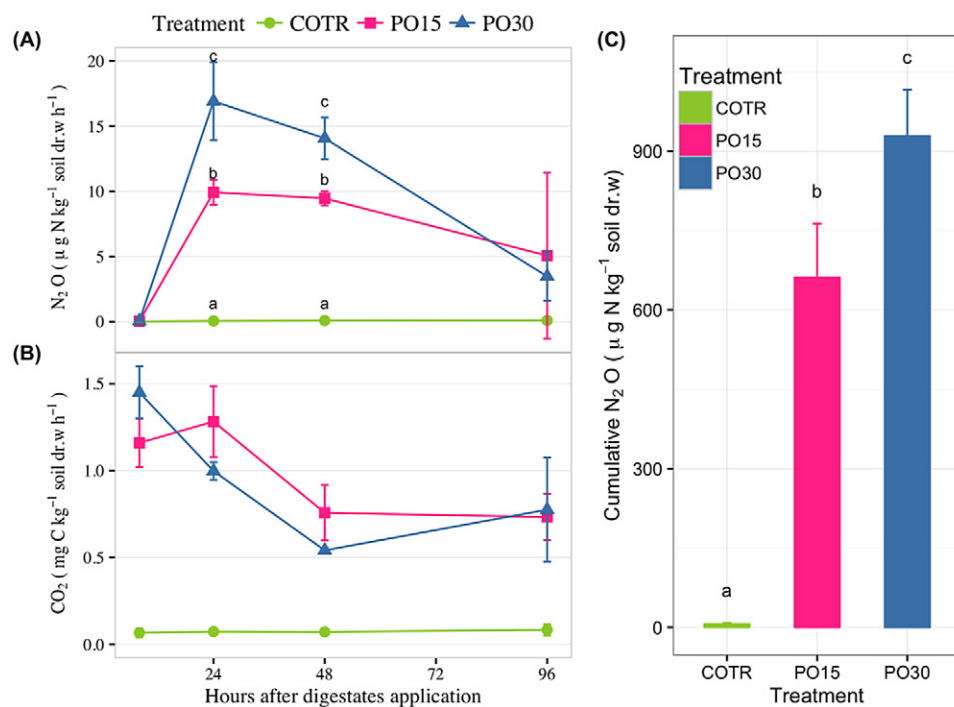 Treatment COTR PO15 PO30
(A)
c
20
c
15
b
b
10
5
a
a
0
N₂O ( µ g N kg⁻¹ soil dr.w h⁻¹ )
(B)
1.5
1.0
0.5
0.0
CO₂ ( mg C kg⁻¹ soil dr.w h⁻¹ )
24 48 72 96
Hours after digestates application
(C)
Treatment
COTR
PO15
PO30
c
b
a
900
600
300
0
Cumulative N₂ O ( µ g N kg⁻¹ soil dr.w)
COTR PO15 PO30
Treatment